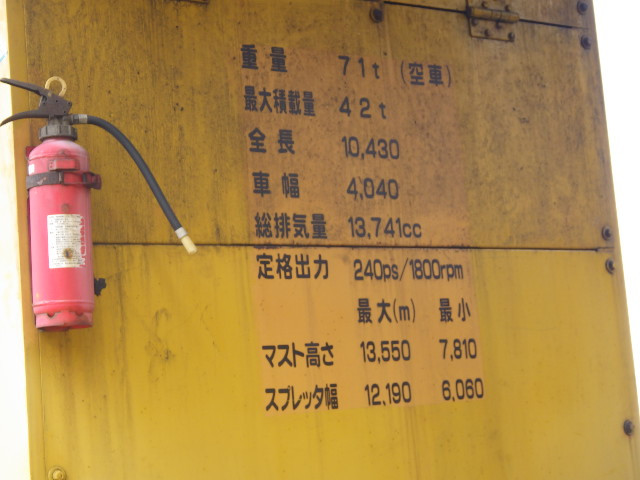 重量 71t (空車)
最大積載量 42t
全長 10,430
車幅 4,040
総排気量 13,741cc
定格出力 240ps/1800rpm
最大(m) 最小
マスト高さ 13,550 7,810
スプレッタ幅 12,190 6,060